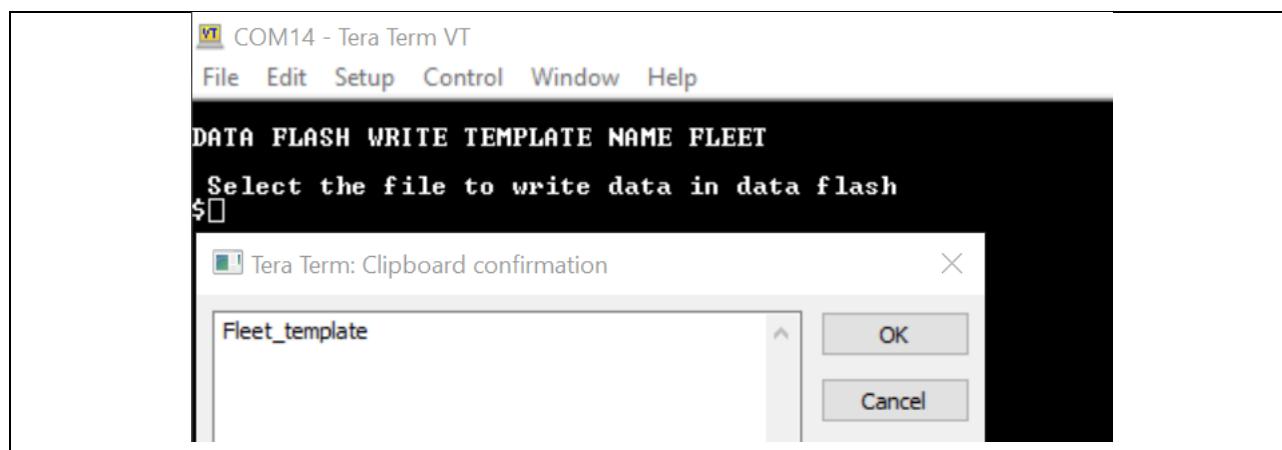 COM14 - Tera Term VT
File Edit Setup Control Window Help
DATA FLASH WRITE TEMPLATE NAME FLEET
Select the file to write data in data flash
$
Tera Term: Clipboard confirmation
Fleet_template
OK
Cancel